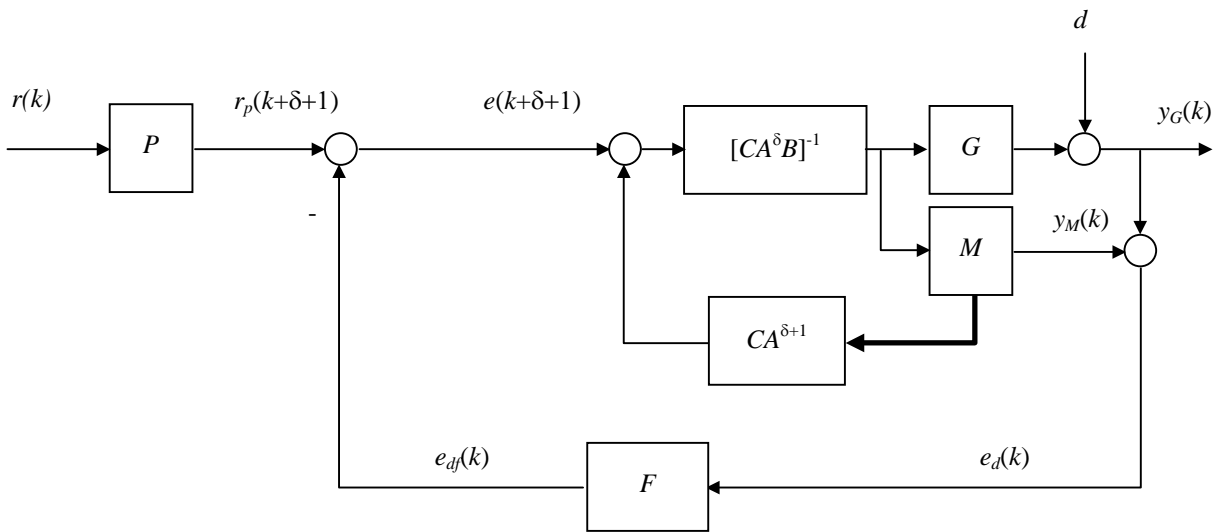 d
r(k)
r_p(k+δ+1)
e(k+δ+1)
y_G(k)
P
[CA^δB]^-1
G
-
y_M(k)
M
CA^δ+1
e_df(k)
F
e_d(k)